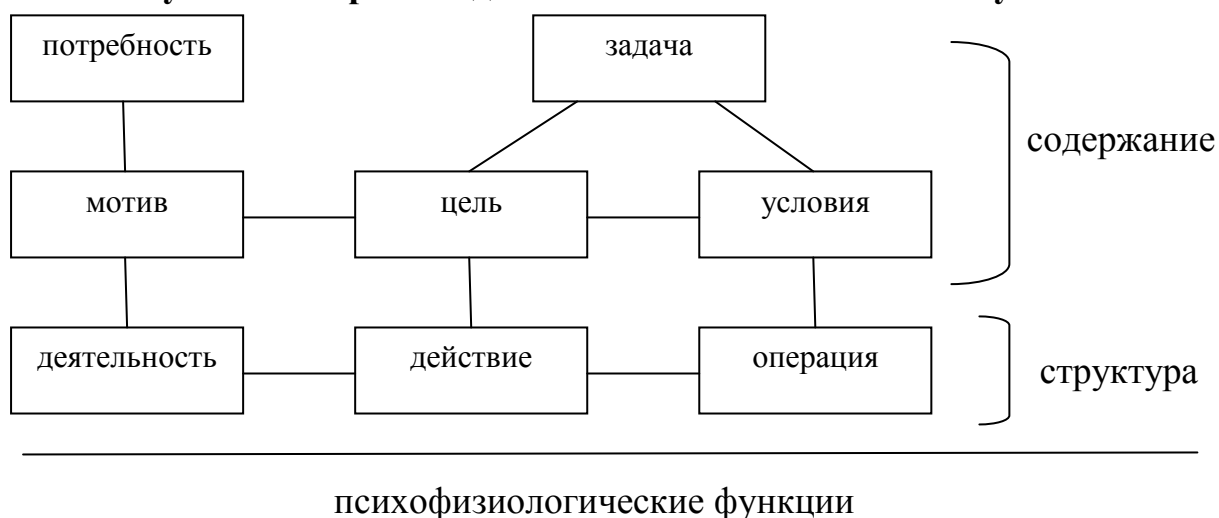 потребность
задача
содержание
мотив
цель
условия
деятельность
действие
операция
структура
психофизиологические функции